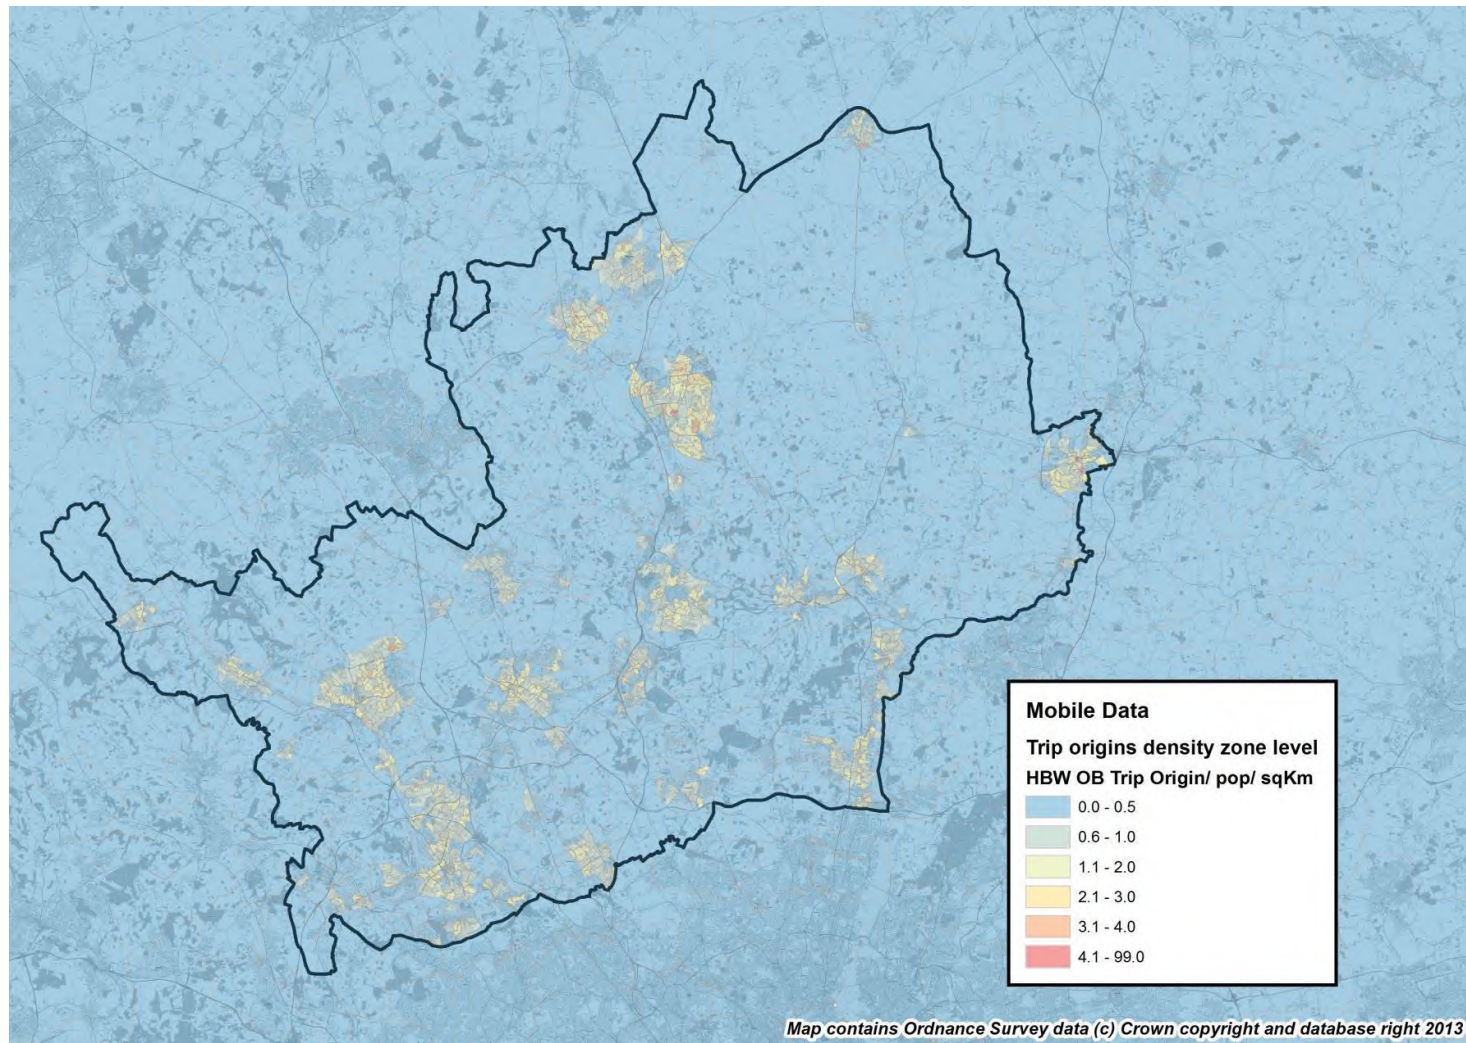 Mobile Data
Trip origins density zone level
HBW OB Trip Origin/ pop/ sqKm
0.0 - 0.5
0.6 - 1.0
1.1 - 2.0
2.1 - 3.0
3.1 - 4.0
4.1 - 99.0
Map contains Ordnance Survey data (c) Crown copyright and database right 2013